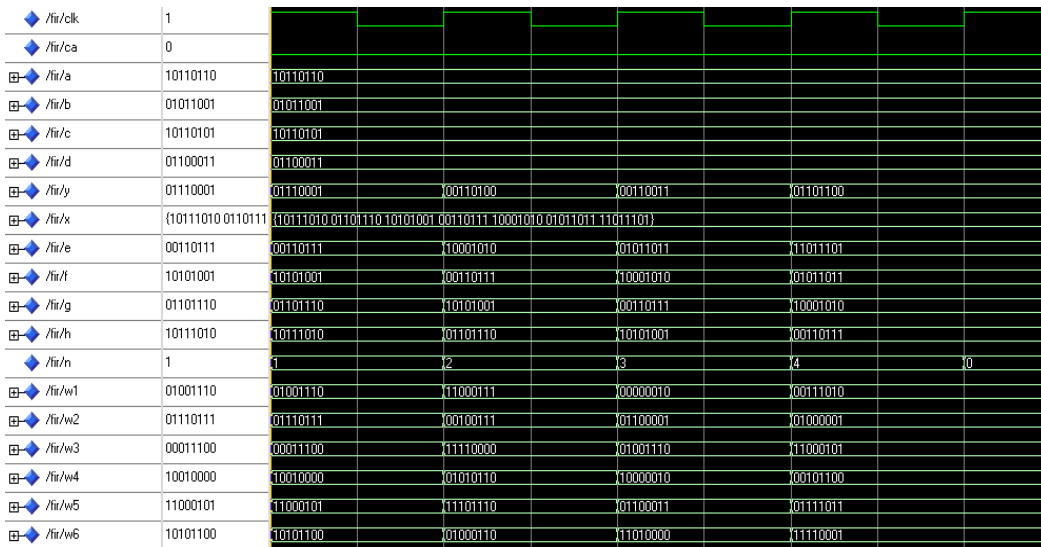 /fir/clk 1
/fir/ca 0
/fir/a 10110110 10110110
/fir/b 01011001 01011001
/fir/c 10110101 10110101
/fir/d 01100011 01100011
/fir/y 01110001 01110001 00110100 00110011 01101100
/fir/x {10111010 0110111 {10111010 01101110 10101001 00110111 10001010 01011011 11011101}
/fir/e 00110111 00110111 10001010 01011011 11011101
/fir/f 10101001 10101001 00110111 10001010 01011011
/fir/g 01101110 01101110 10101001 00110111 10001010
/fir/h 10111010 10111010 01101110 10101001 00110111
/fir/n 1 1 2 3 4 0
/fir/w1 01001110 01001110 11000111 00000010 00111010
/fir/w2 01110111 01110111 00100111 01100001 01000001
/fir/w3 00011100 00011100 11110000 01001110 11000101
/fir/w4 10010000 10010000 01010110 10000010 00101100
/fir/w5 11000101 11000101 11101110 01100011 01111011
/fir/w6 10101100 10101100 01000110 11010000 11110001